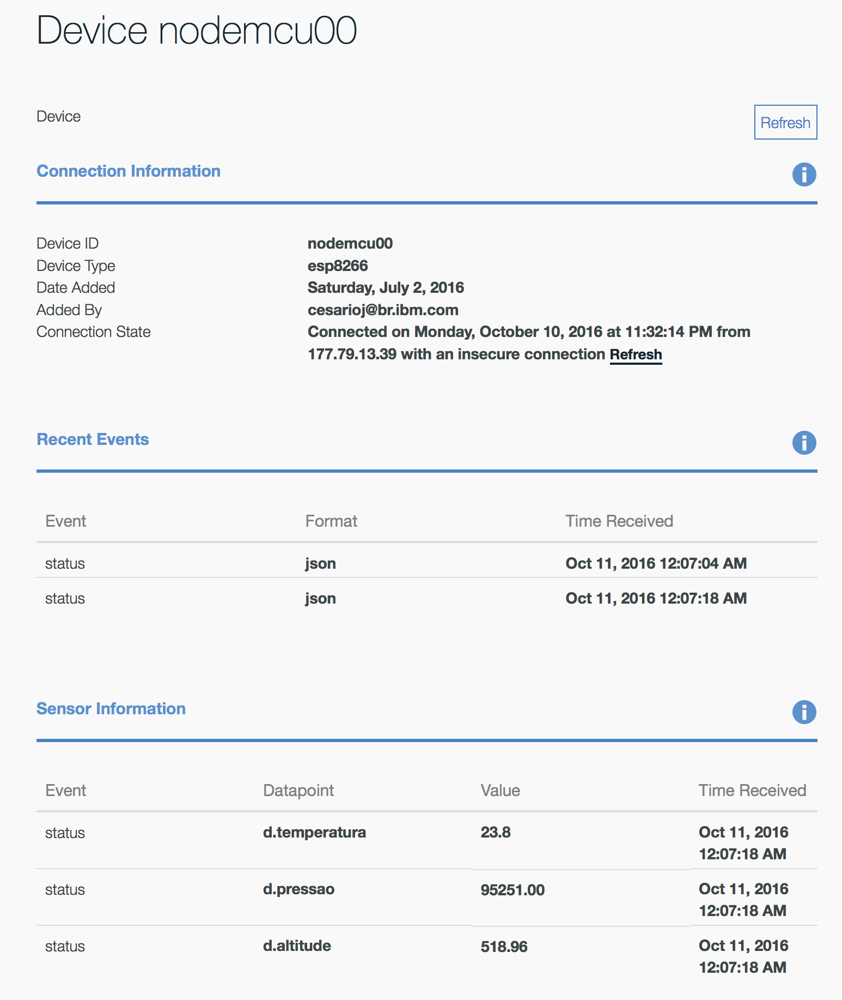 Device nodemcu00
Device
Refresh
Connection Information
Device ID nodemcu00
Device Type esp8266
Date Added Saturday, July 2, 2016
Added By cesarioj@br.ibm.com
Connection State Connected on Monday, October 10, 2016 at 11:32:14 PM from
177.79.13.39 with an insecure connection Refresh
Recent Events
Event Format Time Received
status json Oct 11, 2016 12:07:04 AM
status json Oct 11, 2016 12:07:18 AM
Sensor Information
Event Datapoint Value Time Received
status d.temperatura 23.8 Oct 11, 2016
12:07:18 AM
status d.pressao 95251.00 Oct 11, 2016
12:07:18 AM
status d.altitude 518.96 Oct 11, 2016
12:07:18 AM